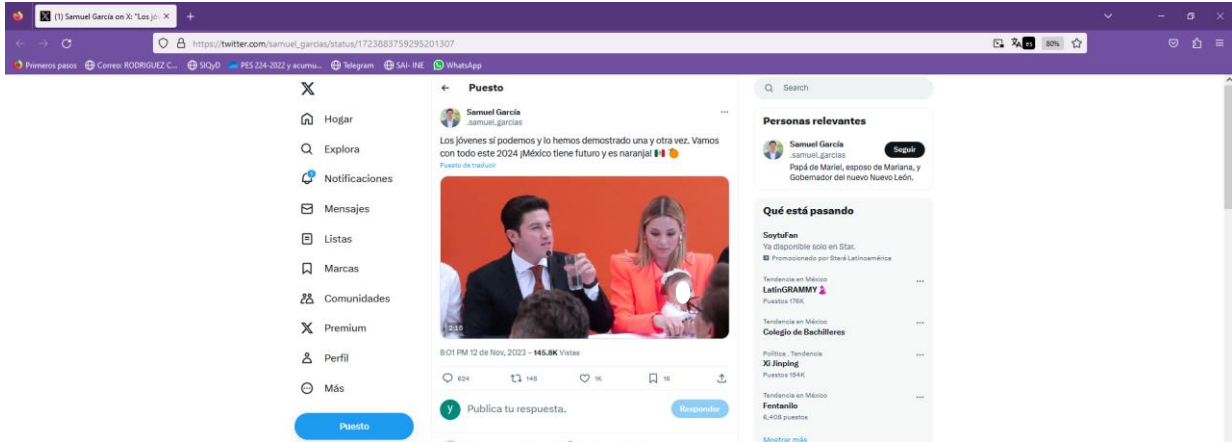 (1) Samuel García on X: "Los jóv
https://twitter.com/samuel_garcias/status/1723883759295201307
80%
Primeros pasos Correo: RODRIGUEZ C... SIQyD PES 224-2022 y acumu... Telegram SAI- INE WhatsApp
Puesto
Search
Samuel García
.samuel.garcias
Los jóvenes sí podemos y lo hemos demostrado una y otra vez. Vamos
con todo este 2024 ¡México tiene futuro y es naranja! 🇲🇽 🍊
Puesto de traducir
2:18
8:01 PM 12 de Nov, 2023 - 145.8K Vistas
624 148 1K 16
y Publica tu respuesta. Responder
Hogar
Explora
Notificaciones
Mensajes
Listas
Marcas
Comunidades
Premium
Perfil
Más
Puesto
Personas relevantes
Samuel García
.samuel.garcias
Seguir
Papá de Mariel, esposo de Mariana, y
Gobernador del nuevo Nuevo León.
Qué está pasando
SoytuFan
Ya disponible solo en Star.
Promocionado por Star± Latinoamérica
Tendencia en México
LatinGRAMMY
Puestos 176K
Tendencia en México
Colegio de Bachilleres
Política . Tendencia
Xi Jinping
Puestos 194K
Tendencia en México
Fentanilo
6,408 puestos
Mostrar más